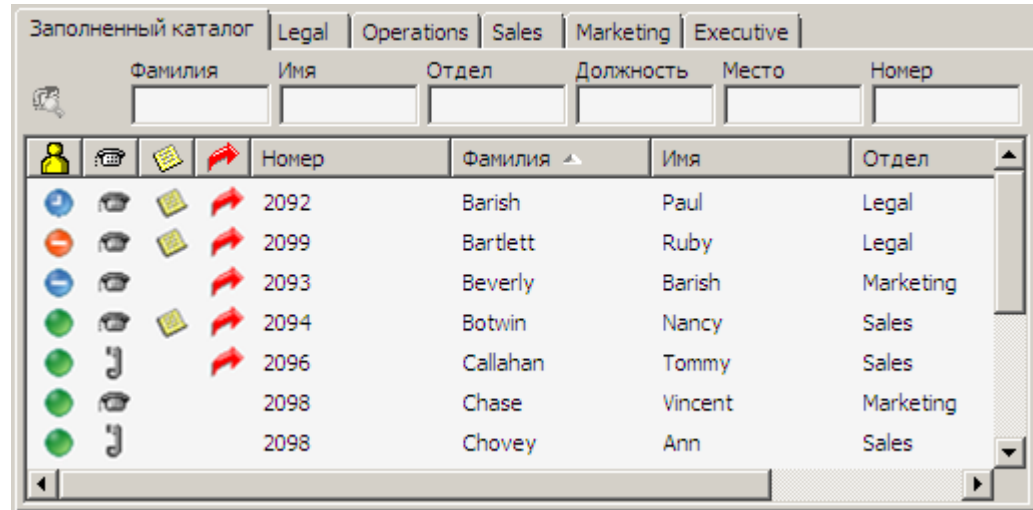 Заполненный каталог Legal Operations Sales Marketing Executive
Фамилия Имя Отдел Должность Место Номер
Номер Фамилия Имя Отдел
2092 Barish Paul Legal
2099 Bartlett Ruby Legal
2093 Beverly Barish Marketing
2094 Botwin Nancy Sales
2096 Callahan Tommy Sales
2098 Chase Vincent Marketing
2098 Chovey Ann Sales